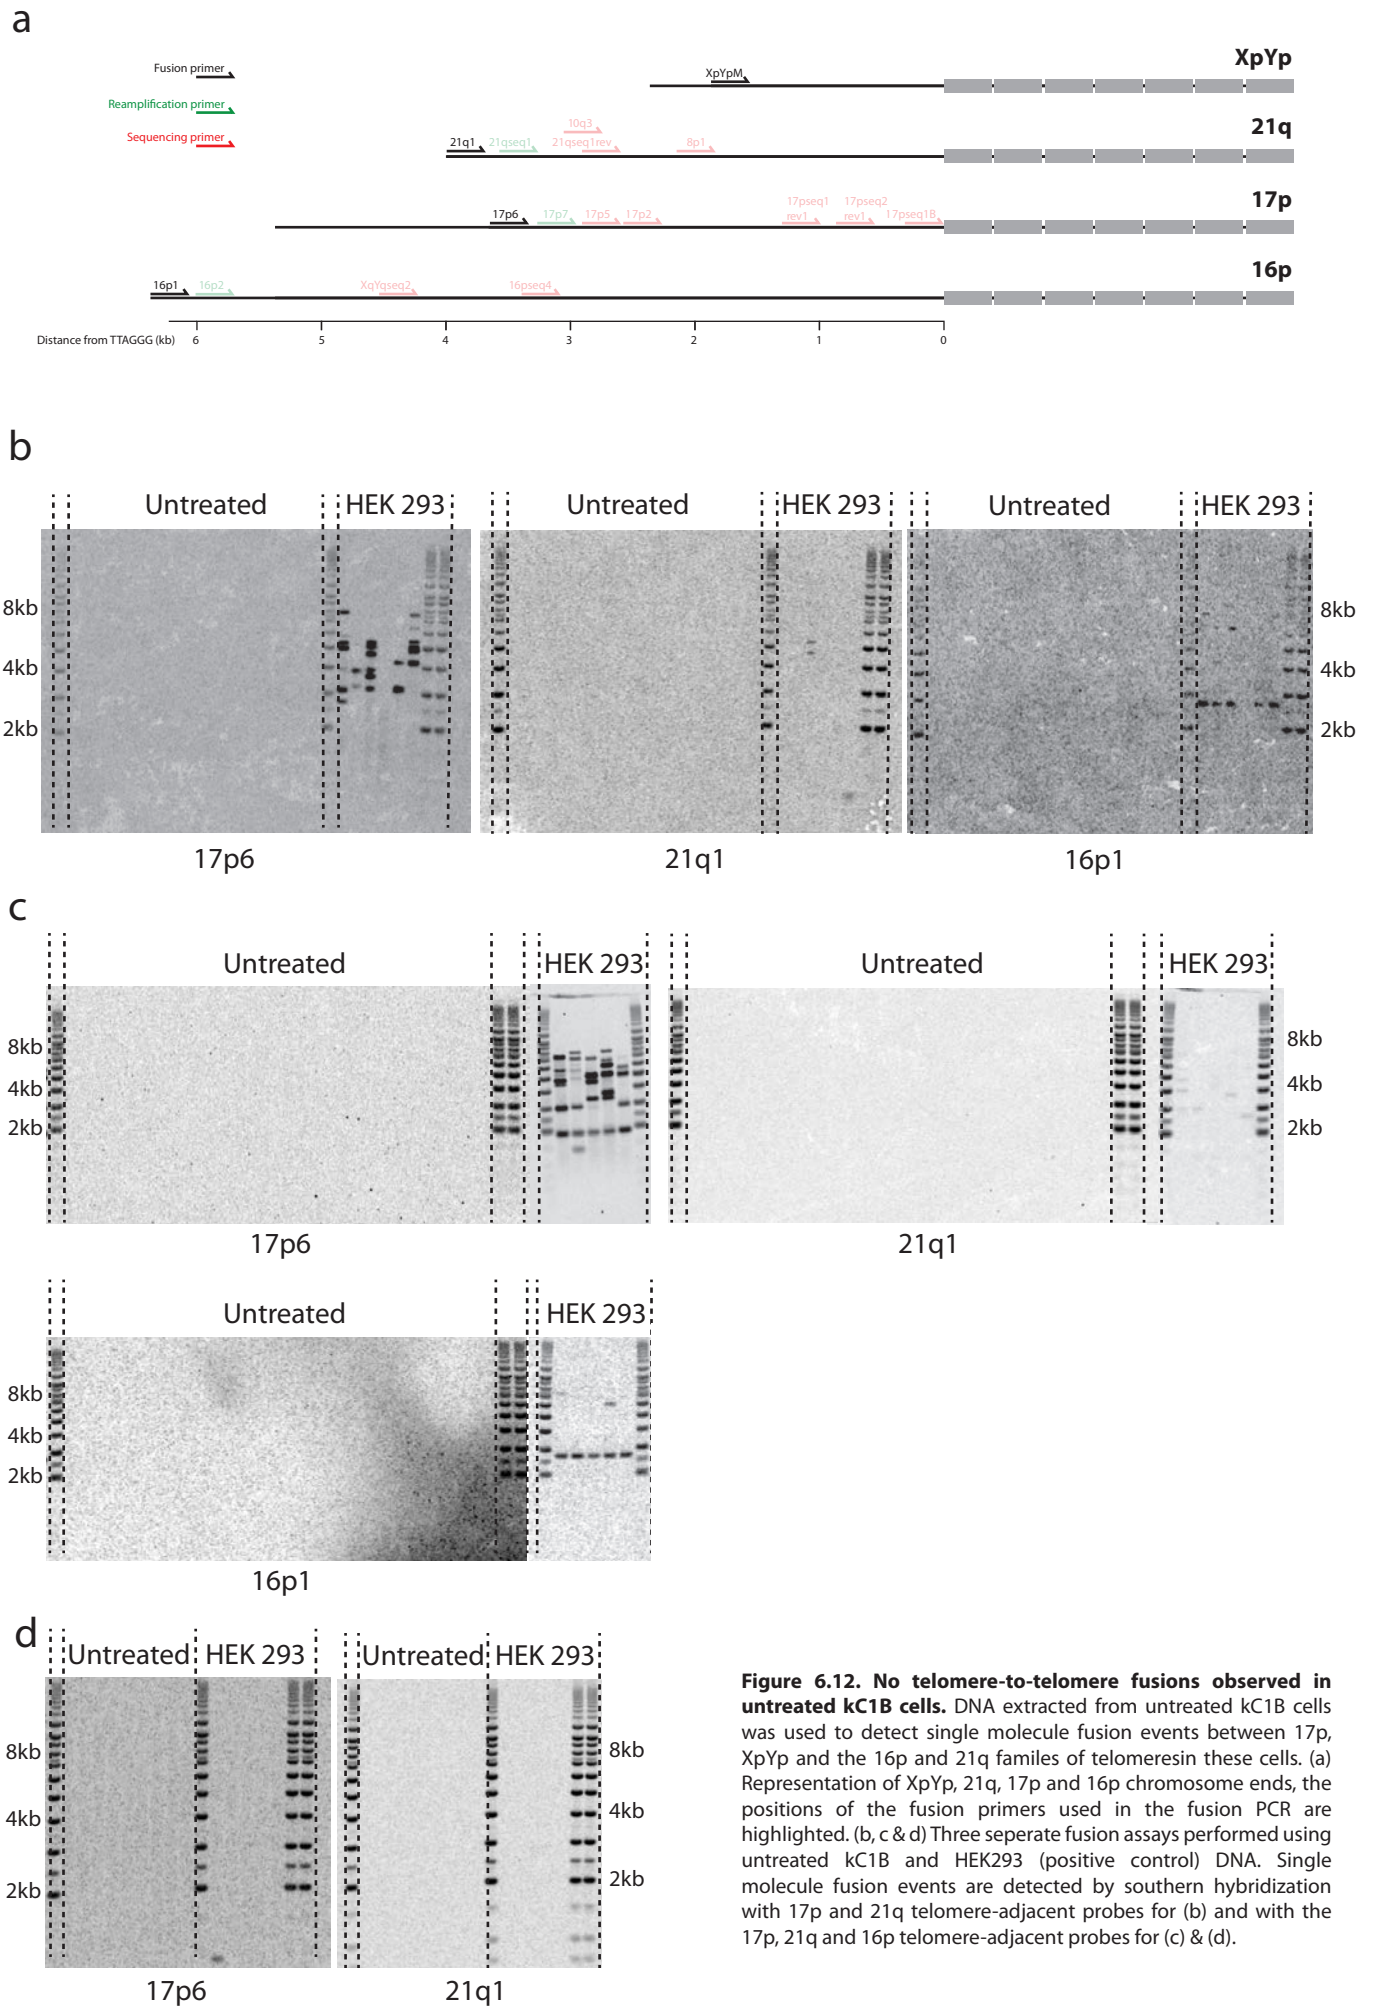 a
XpYp
Fusion primer
XpYpM
Reamplification primer
Sequencing primer
21q
10q3
21q1 21qseq1 21qseq1rev 8p1
17p
17pseq1 17pseq2
17p6 17p7 17p5 17p2 rev1 rev1 17pseq1B
16p
16p1 16p2 XqYqseq2 16pseq4
Distance from TTAGGG (kb) 6 5 4 3 2 1 0
b
Untreated HEK 293 Untreated HEK 293 Untreated HEK 293
8kb 8kb
4kb 4kb
2kb 2kb
17p6 21q1 16p1
c
Untreated HEK 293 Untreated HEK 293
8kb 8kb
4kb 4kb
2kb 2kb
17p6 21q1
Untreated HEK 293
8kb
4kb
2kb
16p1
d
Untreated HEK 293 Untreated HEK 293
8kb 8kb
4kb 4kb
2kb 2kb
17p6 21q1
Figure 6.12. No telomere-to-telomere fusions observed in
untreated kC1B cells. DNA extracted from untreated kC1B cells
was used to detect single molecule fusion events between 17p,
XpYp and the 16p and 21q familes of telomeresin these cells. (a)
Representation of XpYp, 21q, 17p and 16p chromosome ends, the
positions of the fusion primers used in the fusion PCR are
highlighted. (b, c & d) Three seperate fusion assays performed using
untreated kC1B and HEK293 (positive control) DNA. Single
molecule fusion events are detected by southern hybridization
with 17p and 21q telomere-adjacent probes for (b) and with the
17p, 21q and 16p telomere-adjacent probes for (c) & (d).